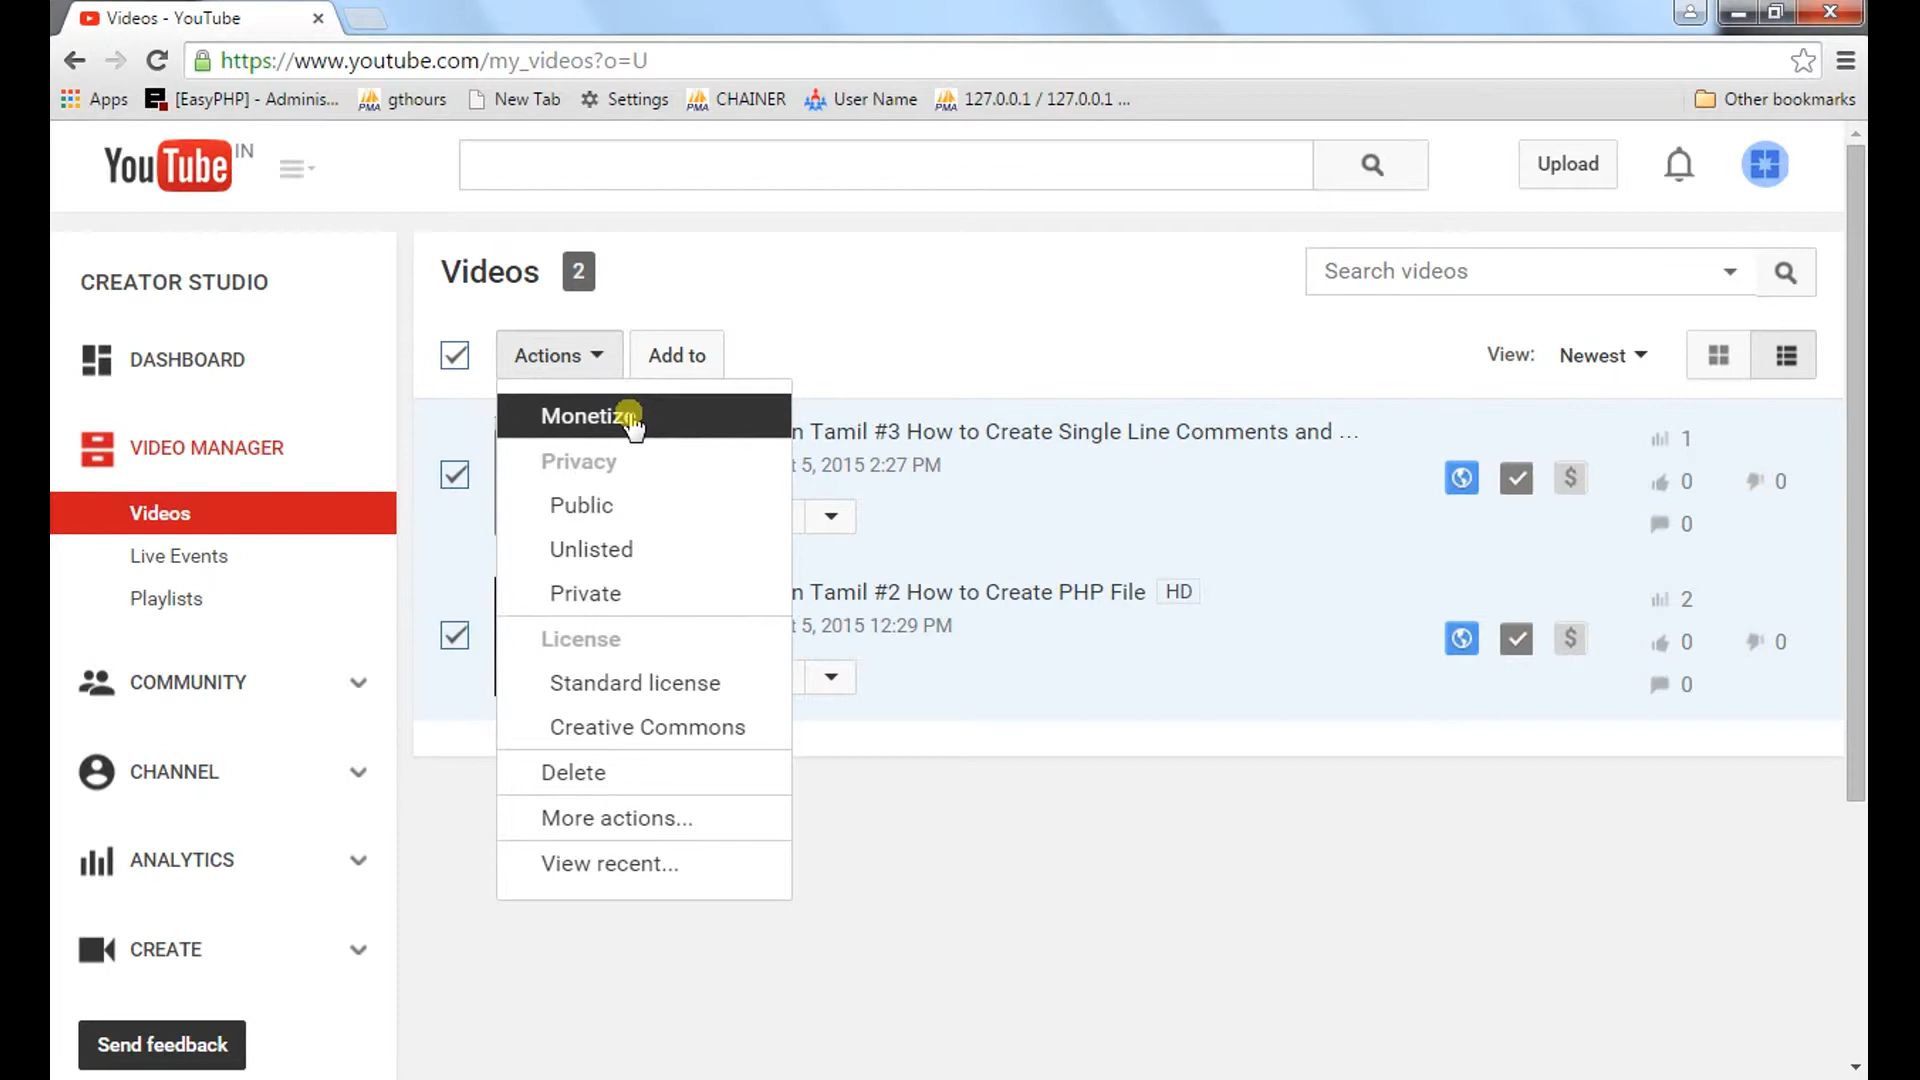 Videos - YouTube
https://www.youtube.com/my_videos?o=U
Apps [EasyPHP] - Adminis... gthours New Tab Settings CHAINER User Name 127.0.0.1 / 127.0.0.1 ... Other bookmarks
YouTube IN
Upload
CREATOR STUDIO
DASHBOARD
VIDEO MANAGER
Videos
Live Events
Playlists
COMMUNITY
CHANNEL
ANALYTICS
CREATE
Send feedback
Videos 2
Search videos
Actions Add to
View: Newest
Monetize
Privacy
Public
Unlisted
Private
License
Standard license
Creative Commons
Delete
More actions...
View recent...
n Tamil #3 How to Create Single Line Comments and ...
t 5, 2015 2:27 PM
$
1
0 0
0
n Tamil #2 How to Create PHP File HD
t 5, 2015 12:29 PM
$
2
0 0
0